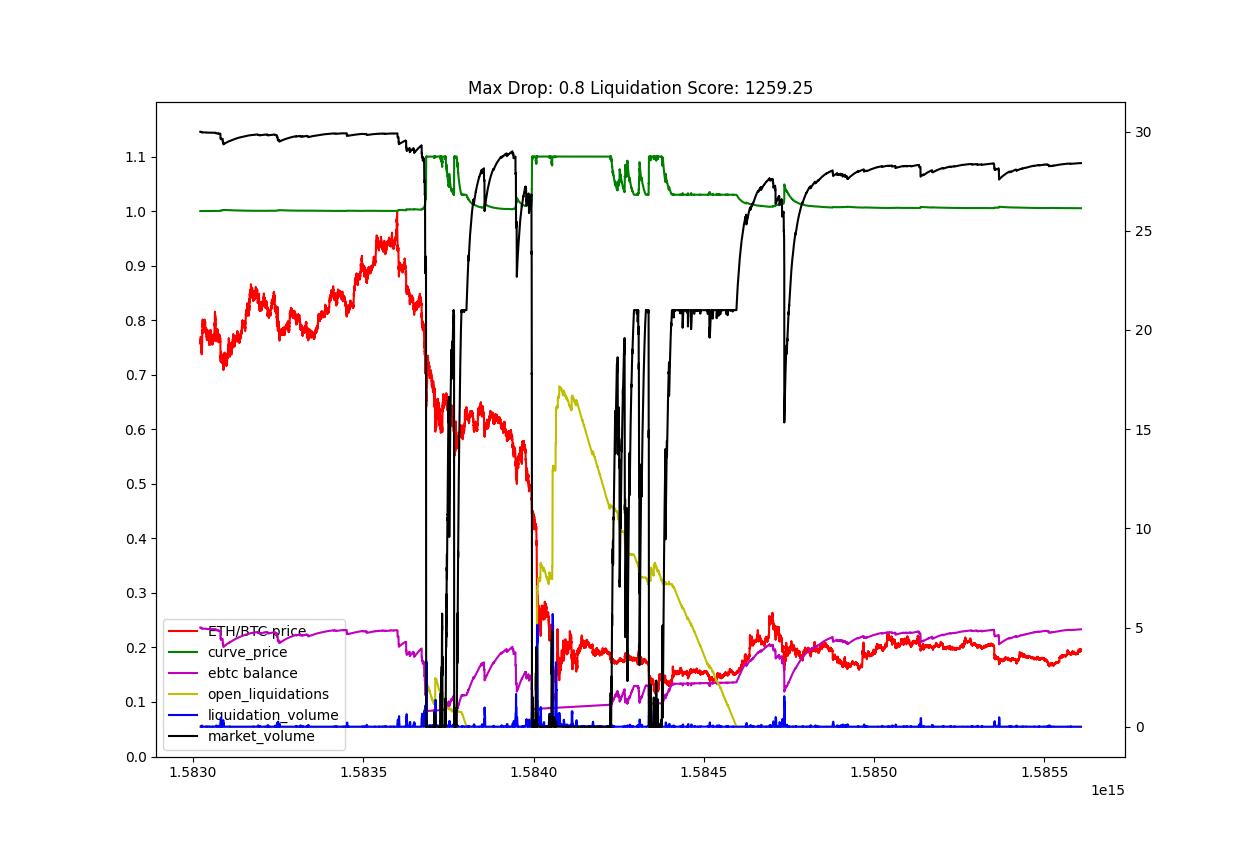 Max Drop: 0.8 Liquidation Score: 1259.25
1.1
1.0
0.9
0.8
0.7
0.6
0.5
0.4
0.3
0.2
0.1
0.0
30
25
20
15
10
5
0
ETH/BTC price
curve_price
ebtc balance
open_liquidations
liquidation_volume
market_volume
1.5830 1.5835 1.5840 1.5845 1.5850 1.5855
1e15